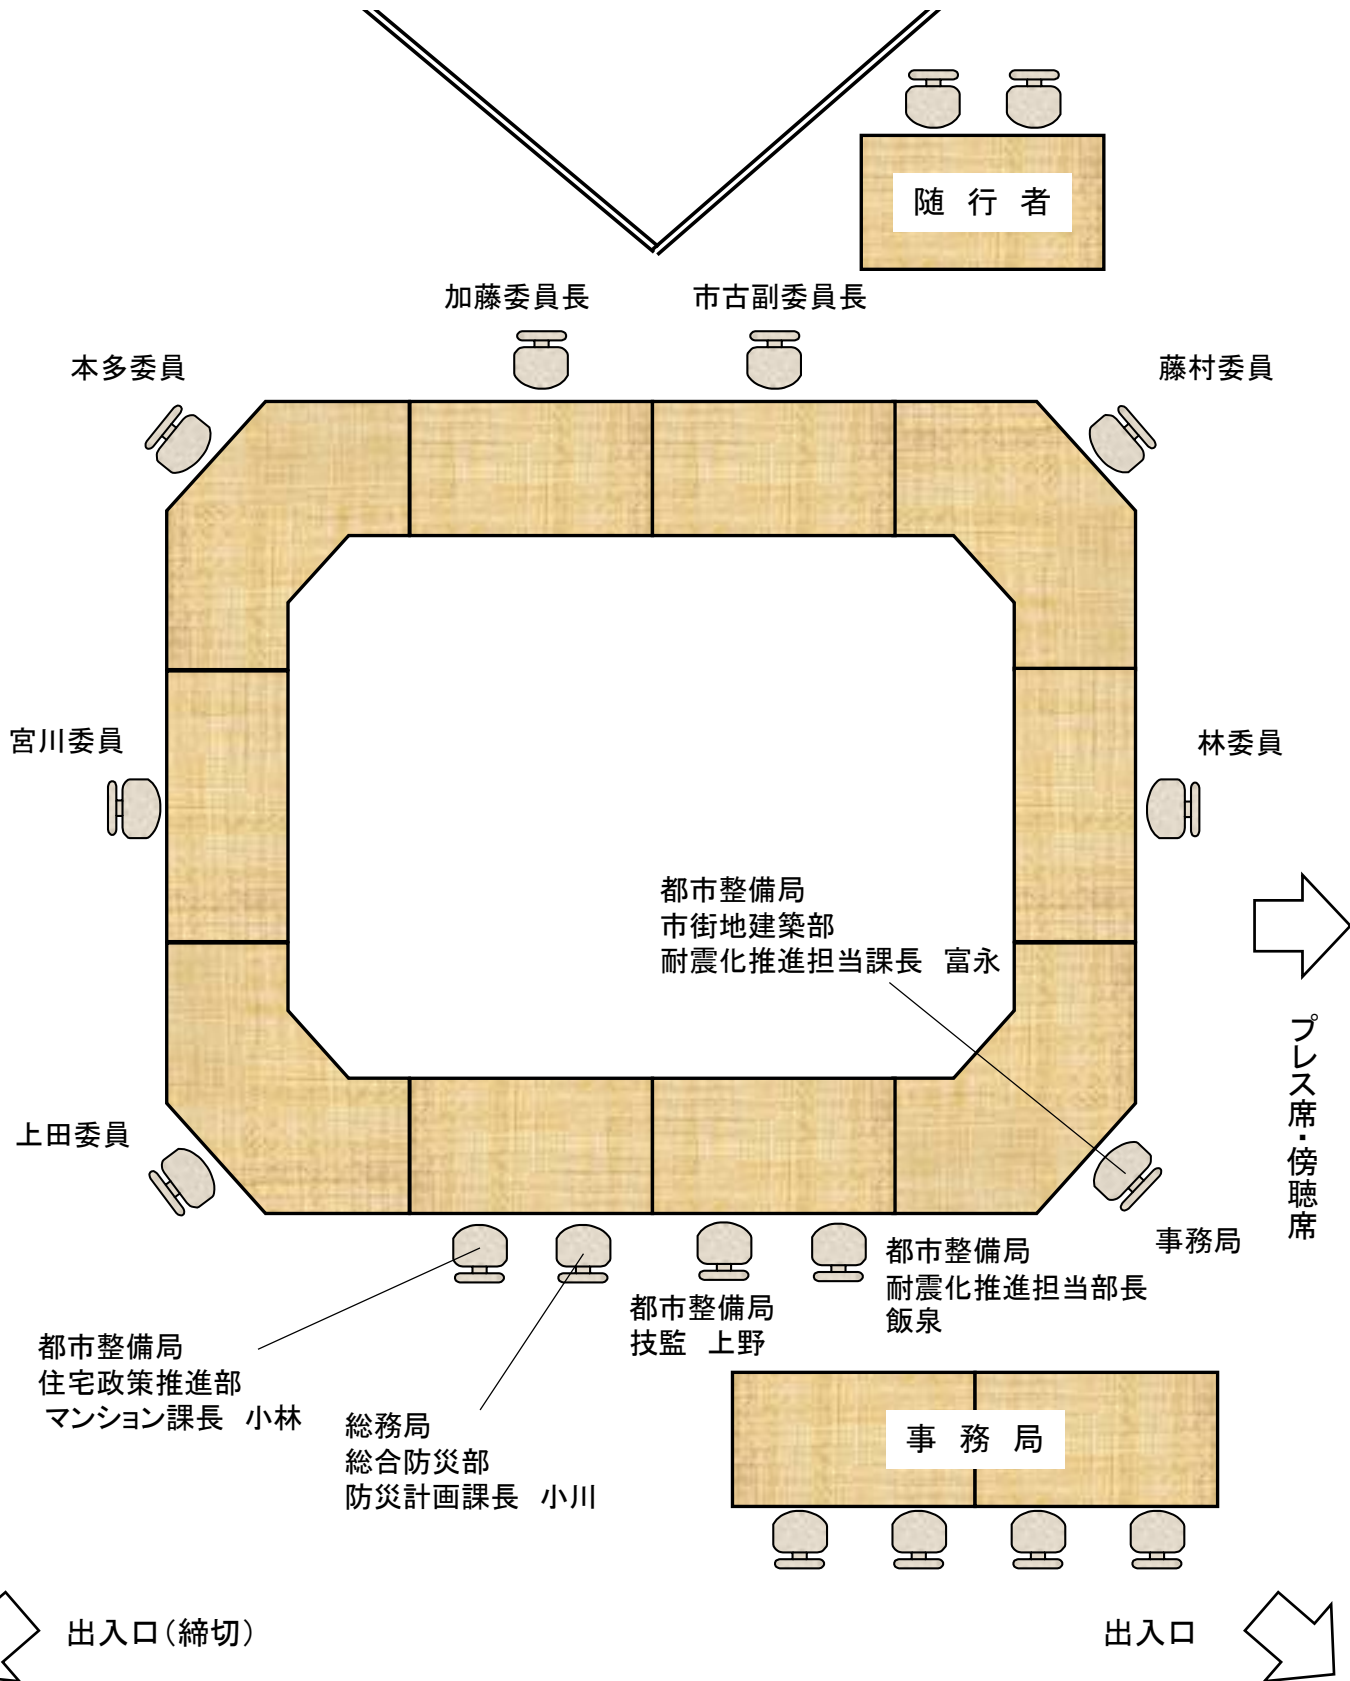 随 行 者
加藤委員長
市古副委員長
本多委員
藤村委員
宮川委員
林委員
都市整備局
市街地建築部
耐震化推進担当課長　富永
プレス席・傍聴席
上田委員
事務局
都市整備局
耐震化推進担当部長
飯泉
都市整備局
技監　上野
都市整備局
住宅政策推進部
マンション課長　小林
総務局
総合防災部
防災計画課長　小川
事 務 局
出入口（締切）
出入口